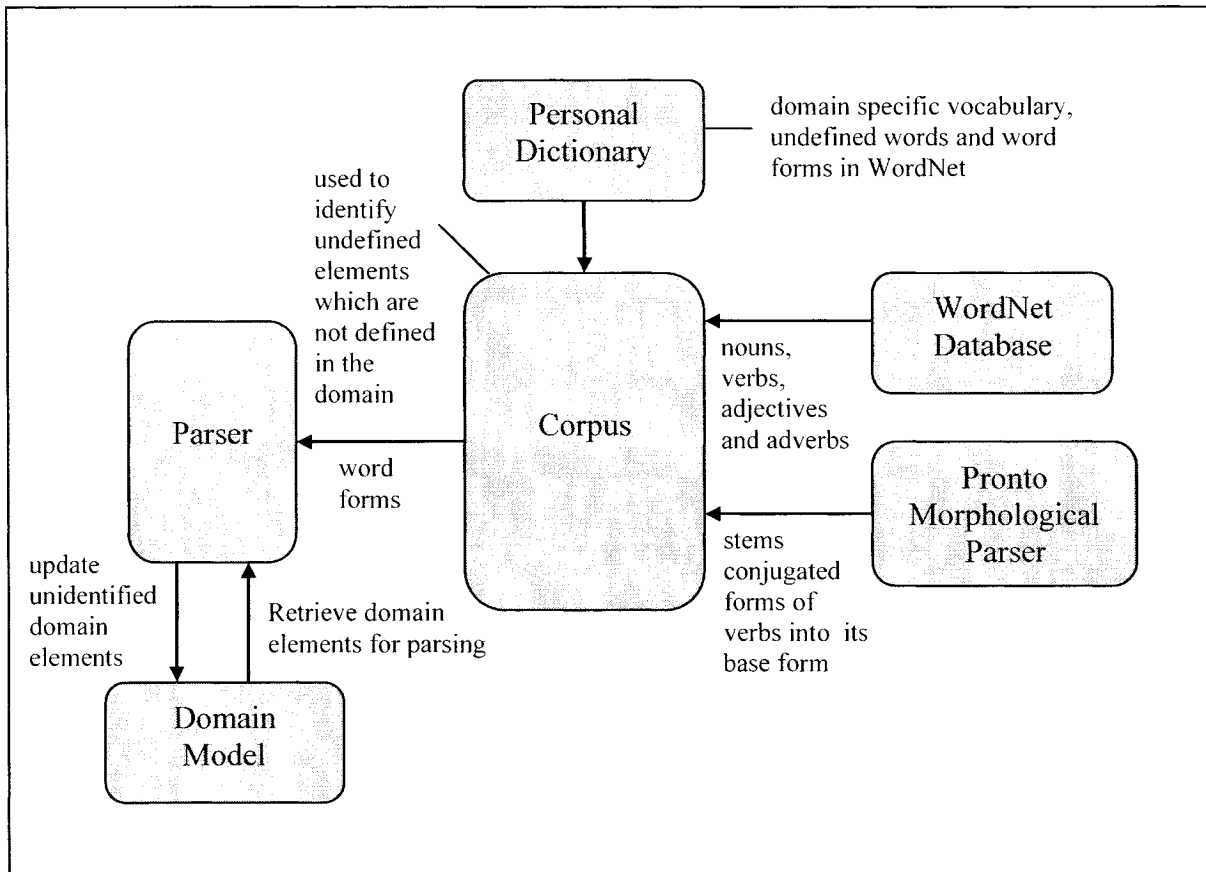 Personal
Dictionary
domain specific vocabulary,
undefined words and word
forms in WordNet
used to
identify
undefined
elements
which are
not defined
in the
domain
WordNet
Database
nouns,
verbs,
adjectives
and adverbs
Parser
Corpus
word
forms
Pronto
Morphological
Parser
stems
conjugated
forms of
verbs into its
base form
update
unidentified
domain
elements
Retrieve domain
elements for parsing
Domain
Model